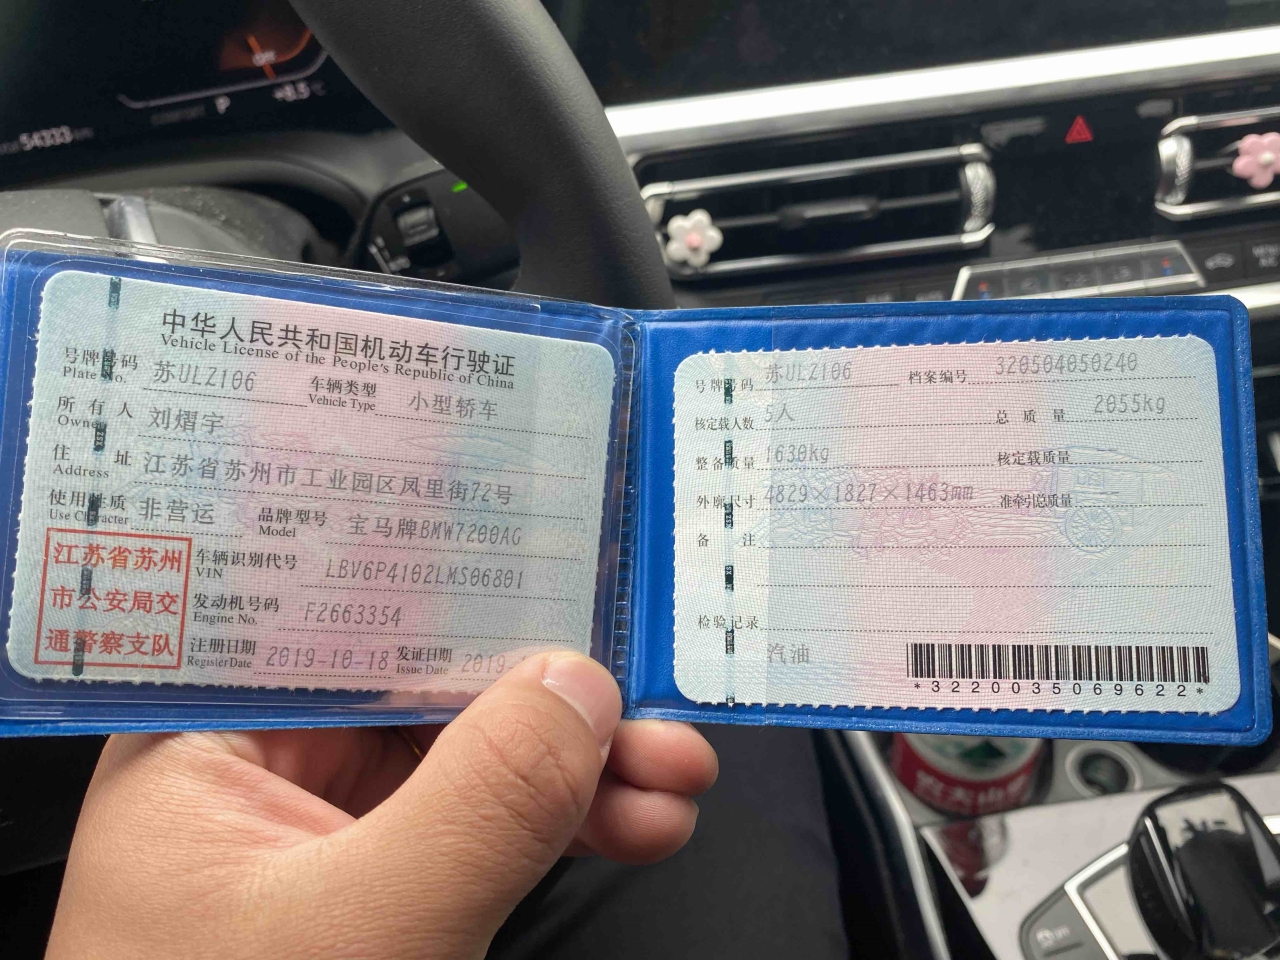 54333
P
+8.5°C
中华人民共和国机动车行驶证
Vehicle License of the People's Republic of China
号牌号码 苏ULZ106 车辆类型 小型轿车
Plate No. Vehicle Type
所有人 刘熠宇
Owner
住址 江苏省苏州市工业园区凤里街72号
Address
使用性质 非营运 品牌型号 宝马牌BMW7200AG
Use Character Model
江苏省苏州
市公安局交
通警察支队
车辆识别代号 LBV6P4102LMS06801
VIN
发动机号码 F2663354
Engine No.
注册日期 2019-10-18 发证日期 2019-
Register Date Issue Date
号牌号码 苏ULZ106 档案编号 320504050240
核定载人数 5人 总质量 2055kg
整备质量 1630kg 核定载质量
外廓尺寸 4829×1827×1463mm 准牵引总质量
备注
检验记录
汽油
*3220035069622*